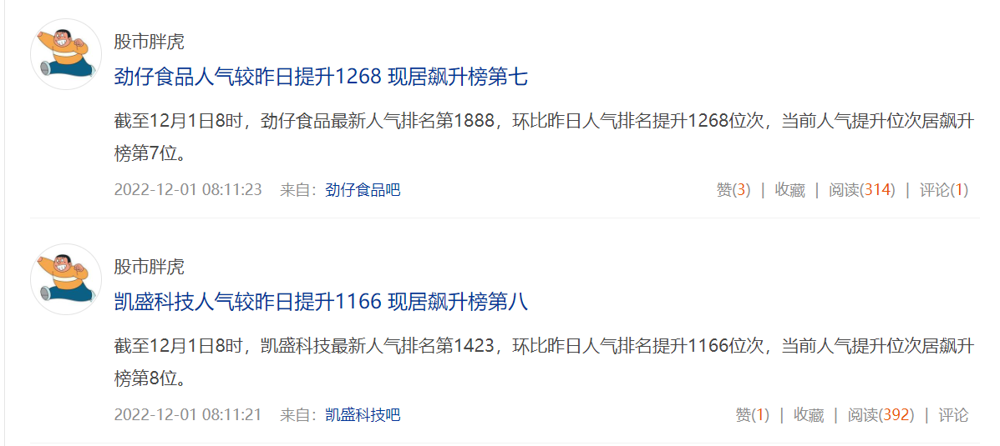 股市胖虎
劲仔食品人气较昨日提升1268 现居飙升榜第七
截至12月1日8时，劲仔食品最新人气排名第1888，环比昨日人气排名提升1268位次，当前人气提升位次居飙升
榜第7位。
2022-12-01 08:11:23 来自：劲仔食品吧 赞(3) | 收藏 | 阅读(314) | 评论(1)
股市胖虎
凯盛科技人气较昨日提升1166 现居飙升榜第八
截至12月1日8时，凯盛科技最新人气排名第1423，环比昨日人气排名提升1166位次，当前人气提升位次居飙升
榜第8位。
2022-12-01 08:11:21 来自：凯盛科技吧 赞(1) | 收藏 | 阅读(392) | 评论